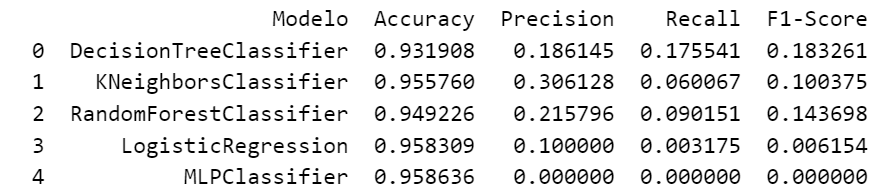 Modelo Accuracy Precision Recall F1-Score
0 DecisionTreeClassifier 0.931908 0.186145 0.175541 0.183261
1 KNeighborsClassifier 0.955760 0.306128 0.060067 0.100375
2 RandomForestClassifier 0.949226 0.215796 0.090151 0.143698
3 LogisticRegression 0.958309 0.100000 0.003175 0.006154
4 MLPClassifier 0.958636 0.000000 0.000000 0.000000